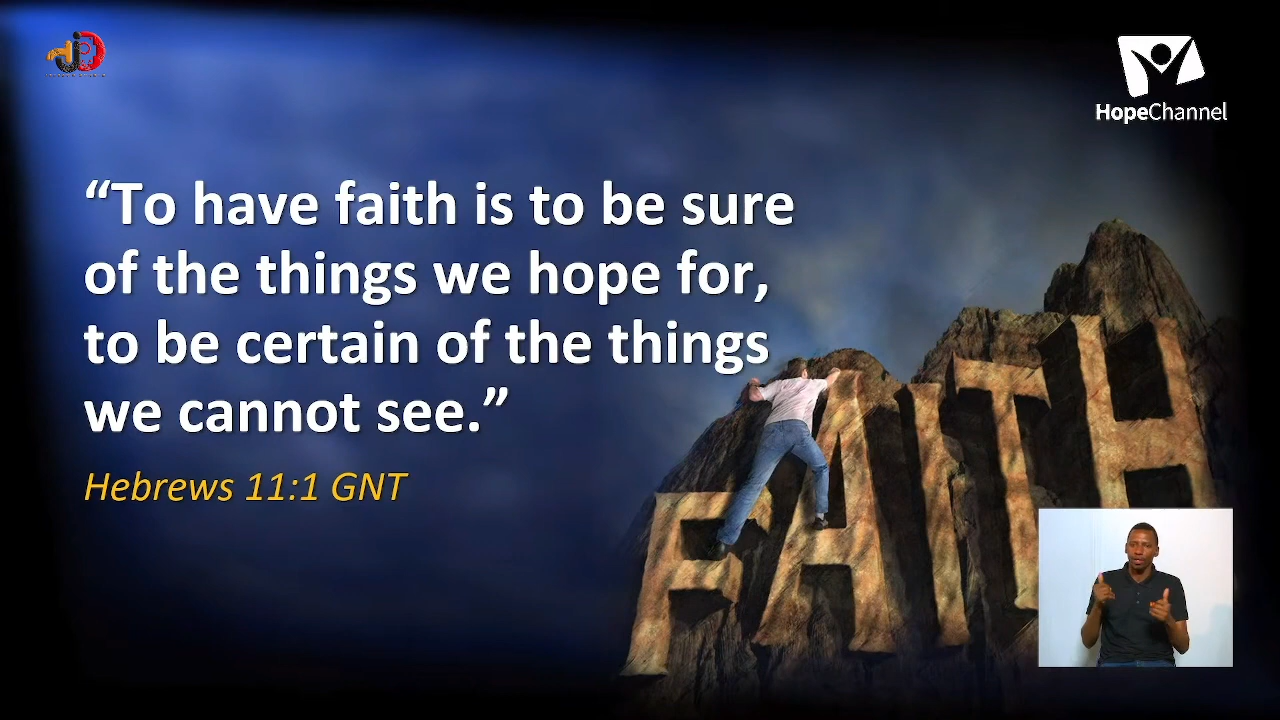 HopeChannel
“To have faith is to be sure
of the things we hope for,
to be certain of the things
we cannot see.”
Hebrews 11:1 GNT
FAITH